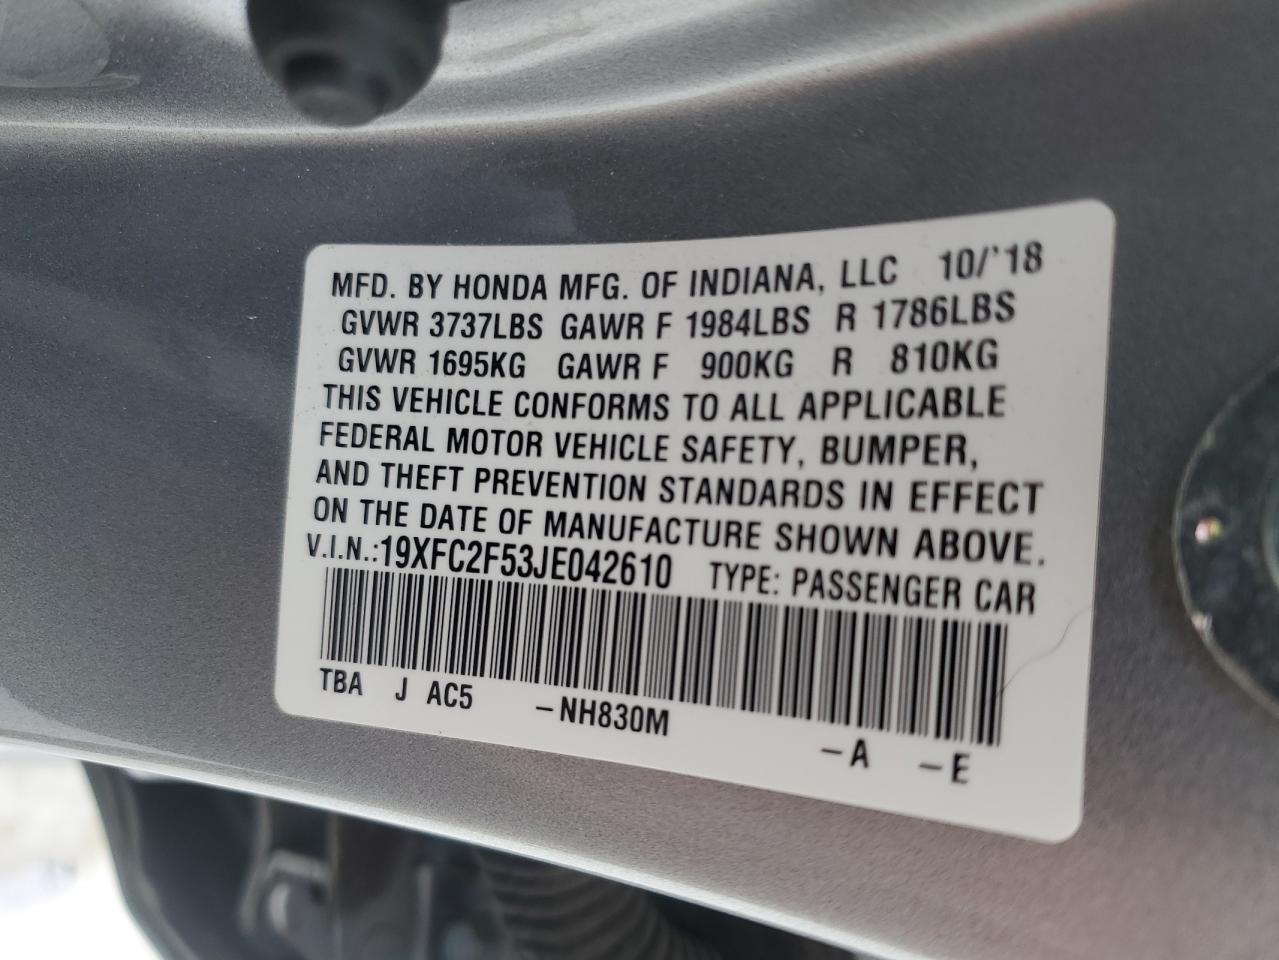 MFD. BY HONDA MFG. OF INDIANA, LLC 10/'18
GVWR 3737LBS GAWR F 1984LBS R 1786LBS
GVWR 1695KG GAWR F 900KG R 810KG
THIS VEHICLE CONFORMS TO ALL APPLICABLE
FEDERAL MOTOR VEHICLE SAFETY, BUMPER,
AND THEFT PREVENTION STANDARDS IN EFFECT
ON THE DATE OF MANUFACTURE SHOWN ABOVE.
V.I.N.:19XFC2F53JE042610 TYPE: PASSENGER CAR
TBA J AC5 -NH830M -A -E